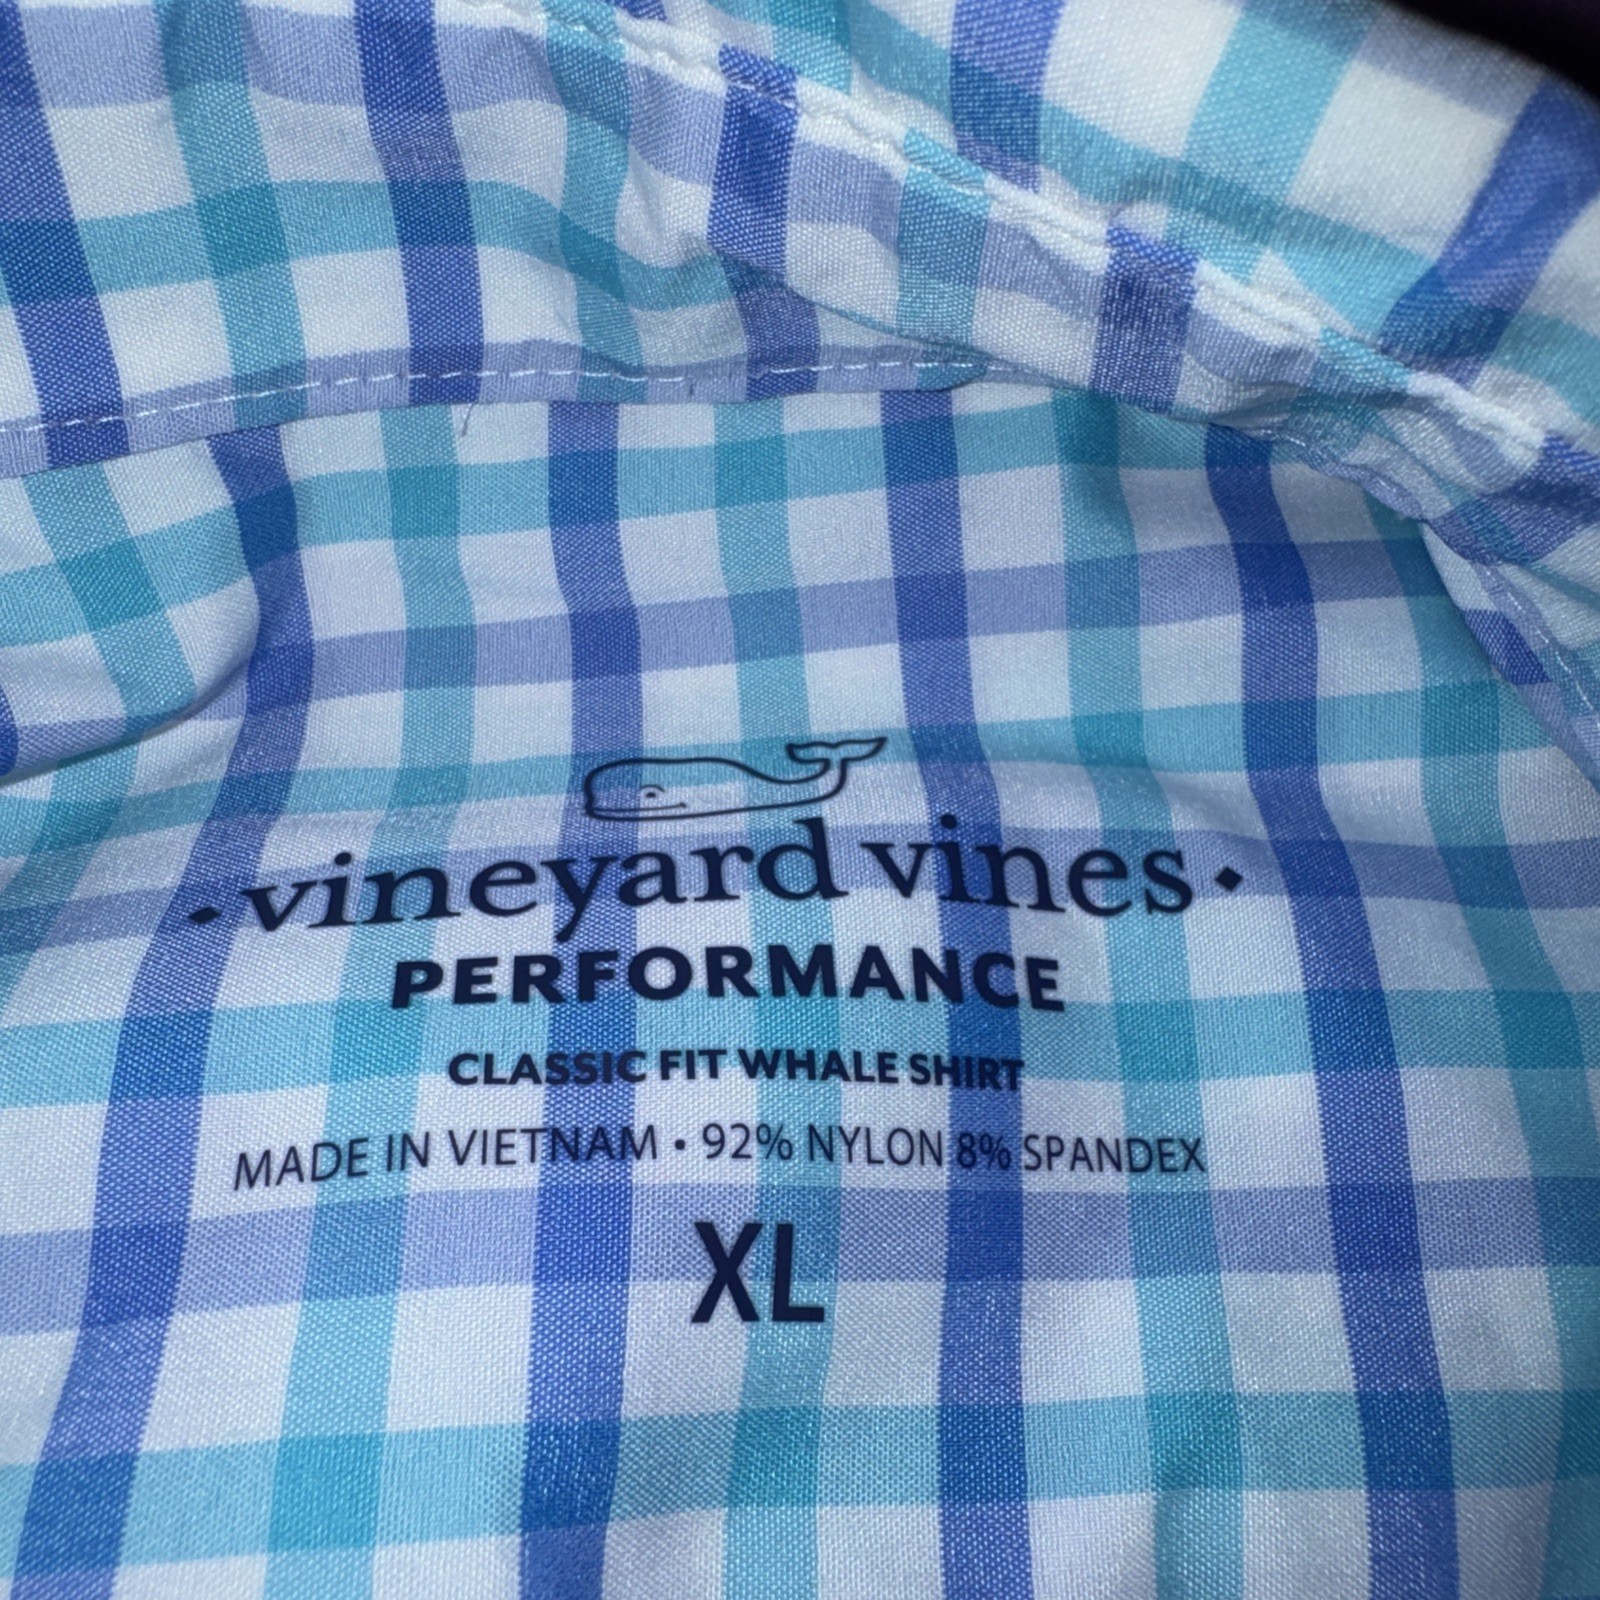 vineyard vines
PERFORMANCE
CLASSIC FIT WHALE SHIRT
MADE IN VIETNAM • 92% NYLON 8% SPANDEX
XL